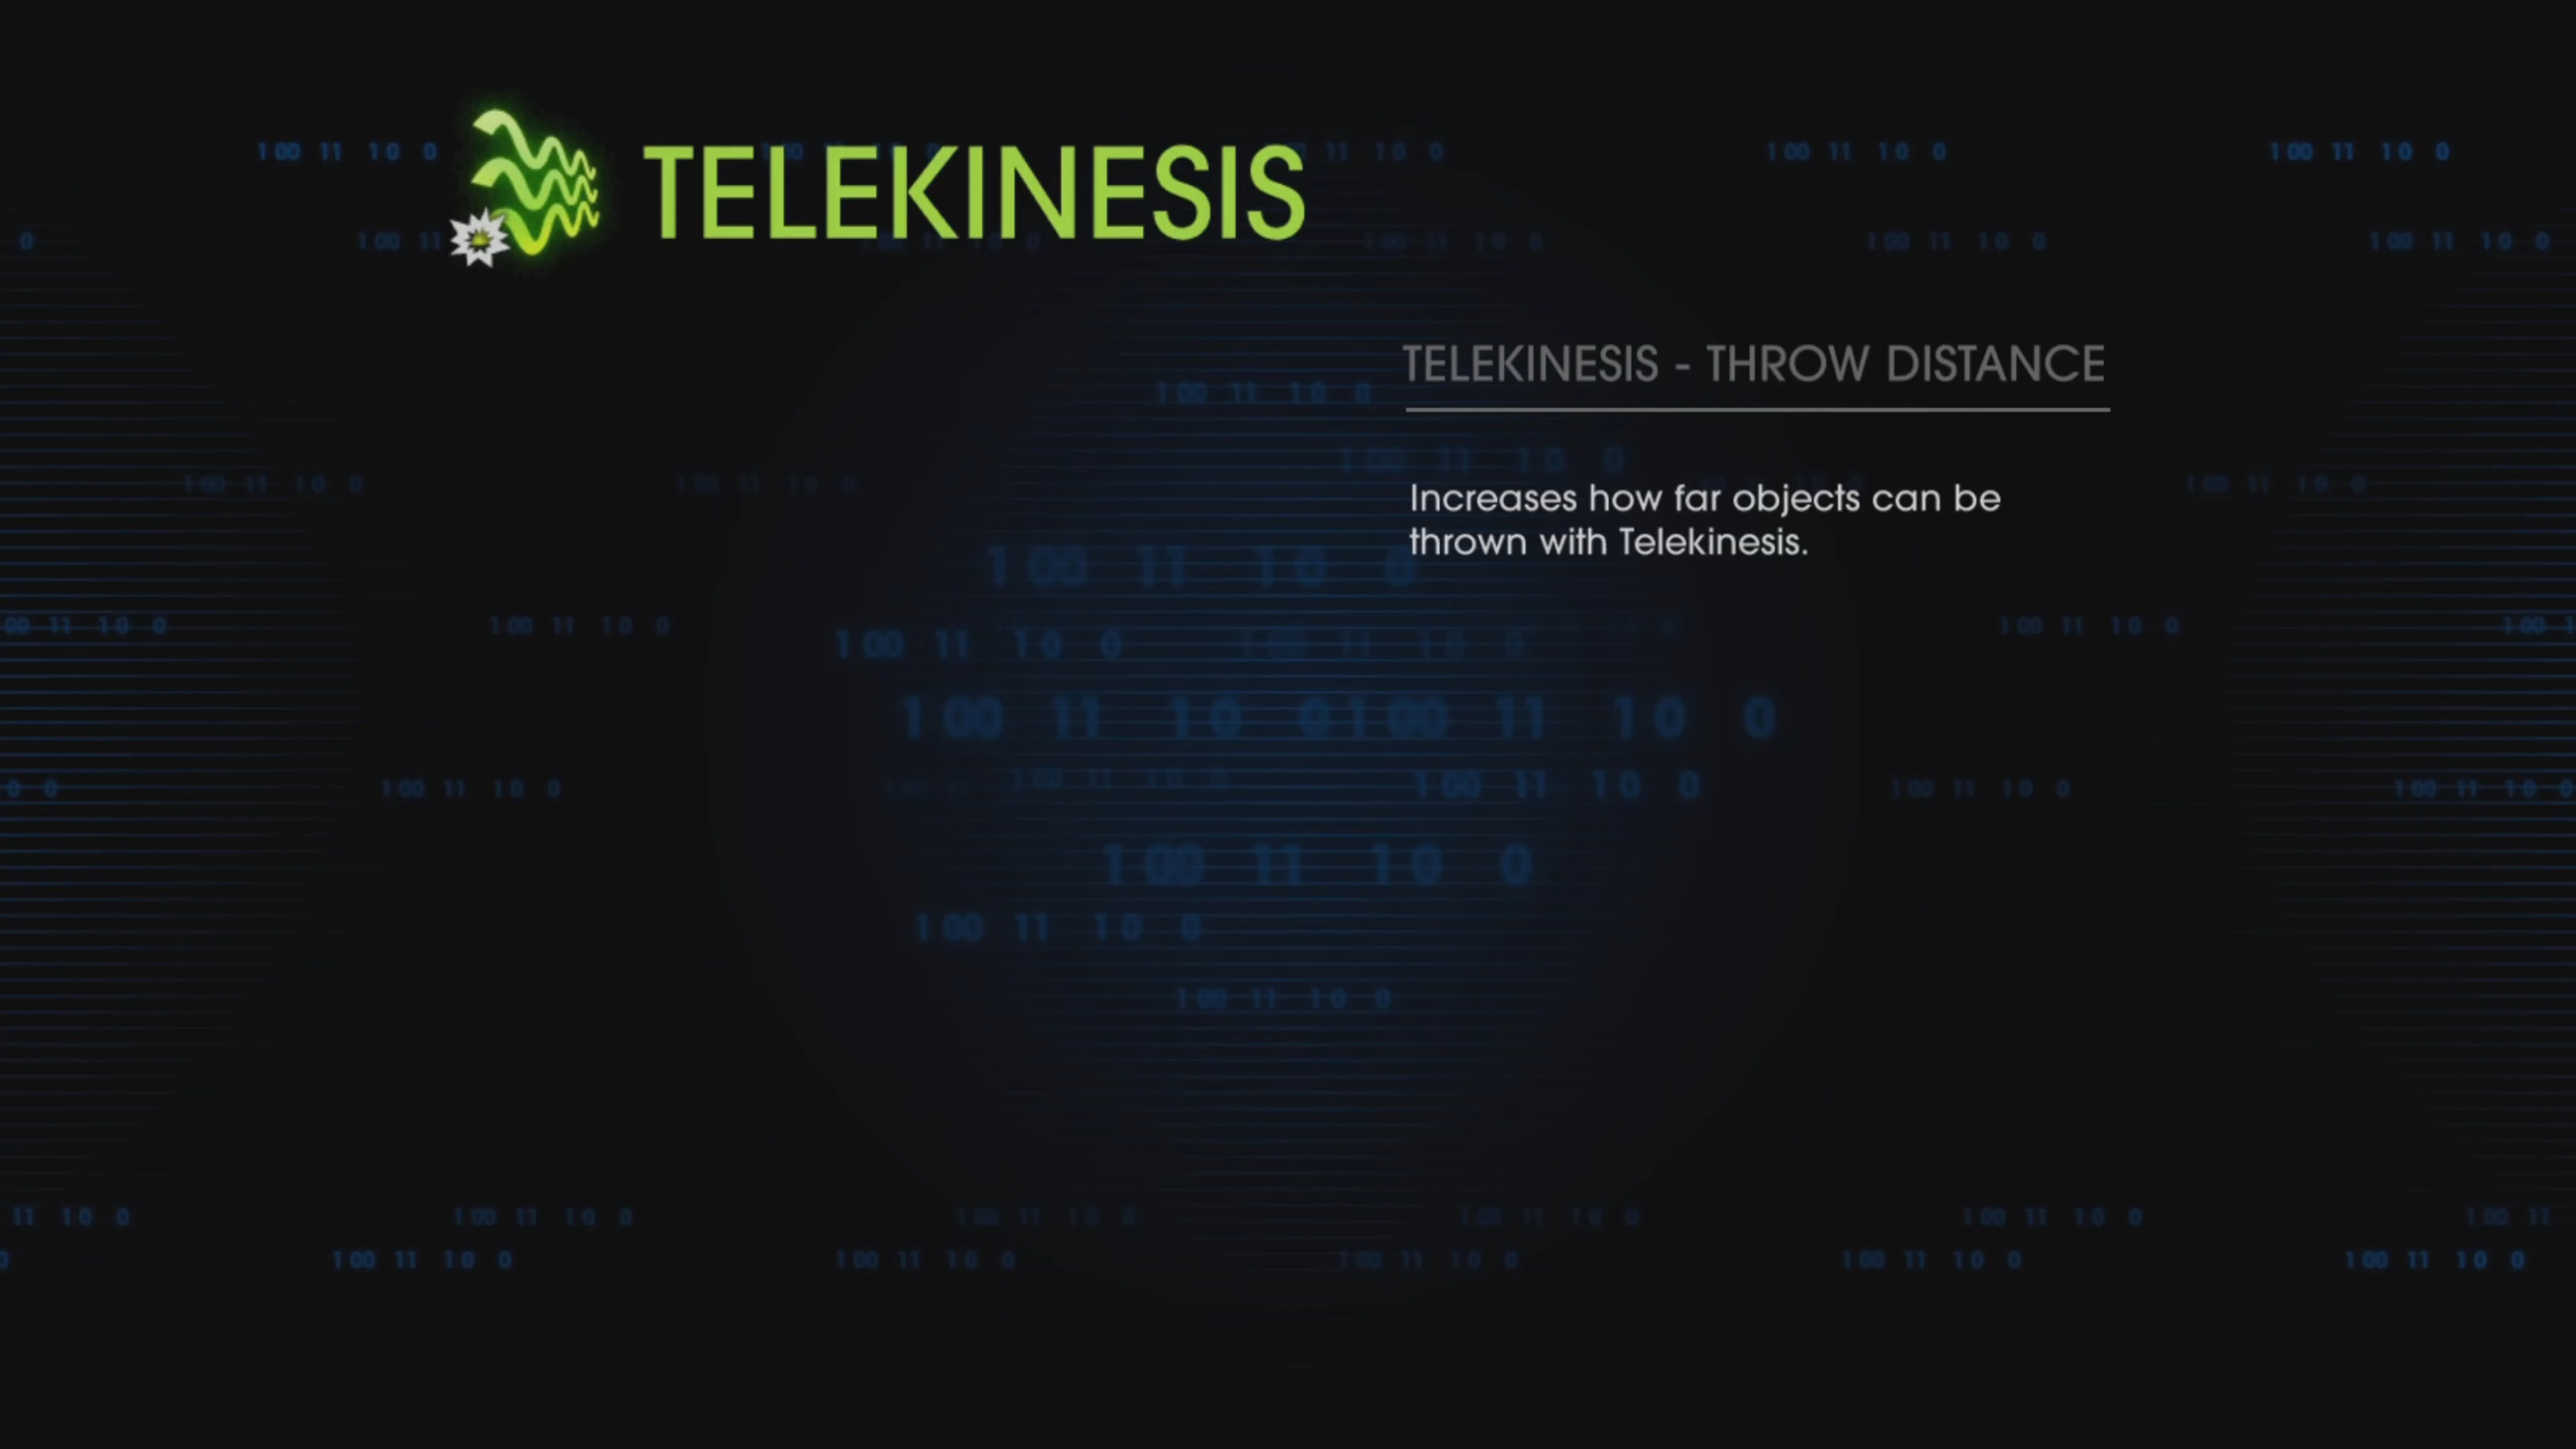 TELEKINESIS
TELEKINESIS - THROW DISTANCE
Increases how far objects can be
thrown with Telekinesis.